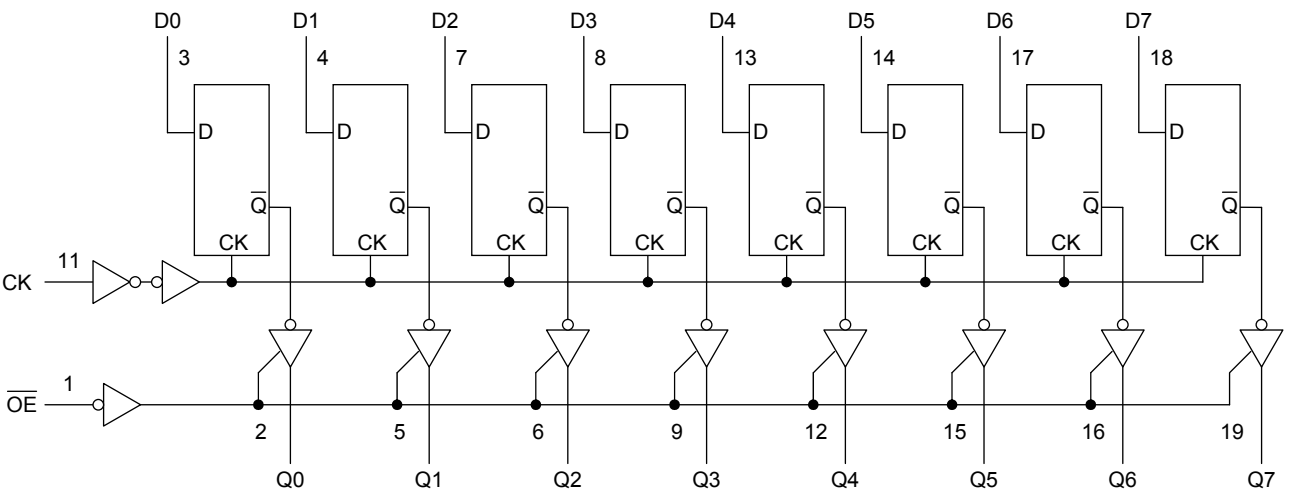 D0 D1 D2 D3 D4 D5 D6 D7
3 4 7 8 13 14 17 18
D D D D D D D D
Q̅ Q̅ Q̅ Q̅ Q̅ Q̅ Q̅ Q̅
CK CK CK CK CK CK CK CK
11
CK
1
O̅E̅
2 5 6 9 12 15 16 19
Q0 Q1 Q2 Q3 Q4 Q5 Q6 Q7